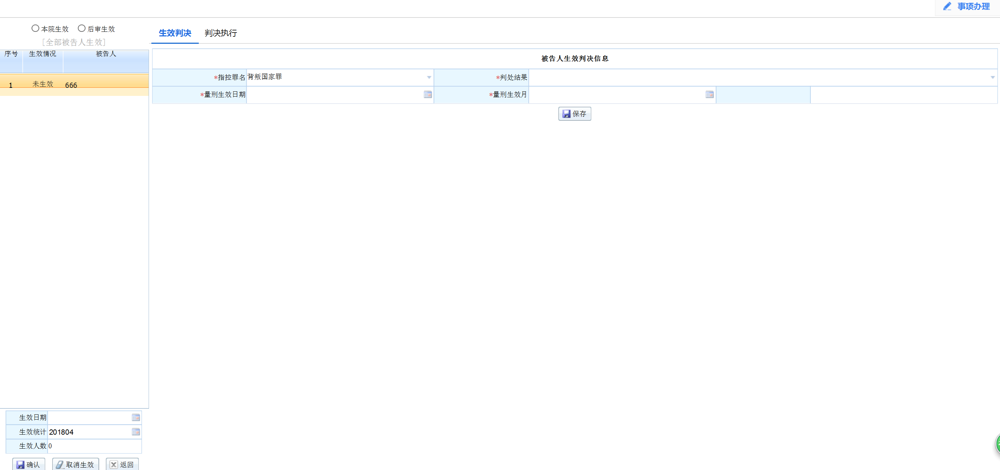 事项办理
本院生效 后审生效
[全部被告人生效]
序号 生效情况 被告人
1 未生效 666
生效日期
生效统计 201804
生效人数 0
确认 取消生效 返回
生效判决 判决执行
被告人生效判决信息
*指控罪名 背叛国家罪 *判处结果
*量刑生效日期 *量刑生效月
保存